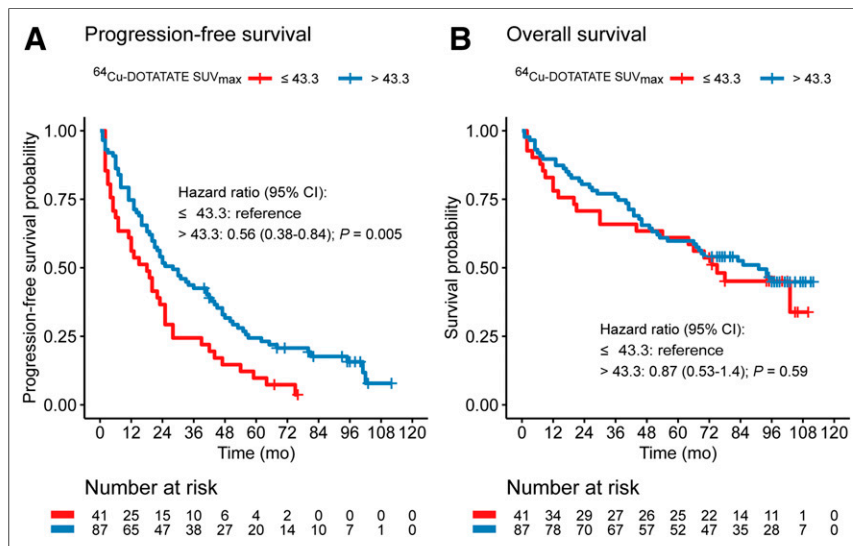 A Progression-free survival
64Cu-DOTATATE SUVmax ≤ 43.3 > 43.3
Progression-free survival probability
1.00
0.75
0.50
0.25
0.00
Hazard ratio (95% CI):
≤ 43.3: reference
> 43.3: 0.56 (0.38-0.84); P = 0.005
0 12 24 36 48 60 72 84 96 108 120
Time (mo)
Number at risk
41 25 15 10 6 4 2 0 0 0 0
87 65 47 38 27 20 14 10 7 1 0
B Overall survival
64Cu-DOTATATE SUVmax ≤ 43.3 > 43.3
Survival probability
1.00
0.75
0.50
0.25
0.00
Hazard ratio (95% CI):
≤ 43.3: reference
> 43.3: 0.87 (0.53-1.4); P = 0.59
0 12 24 36 48 60 72 84 96 108 120
Time (mo)
Number at risk
41 34 29 27 26 25 22 14 11 1 0
87 78 70 67 57 52 47 35 28 7 0